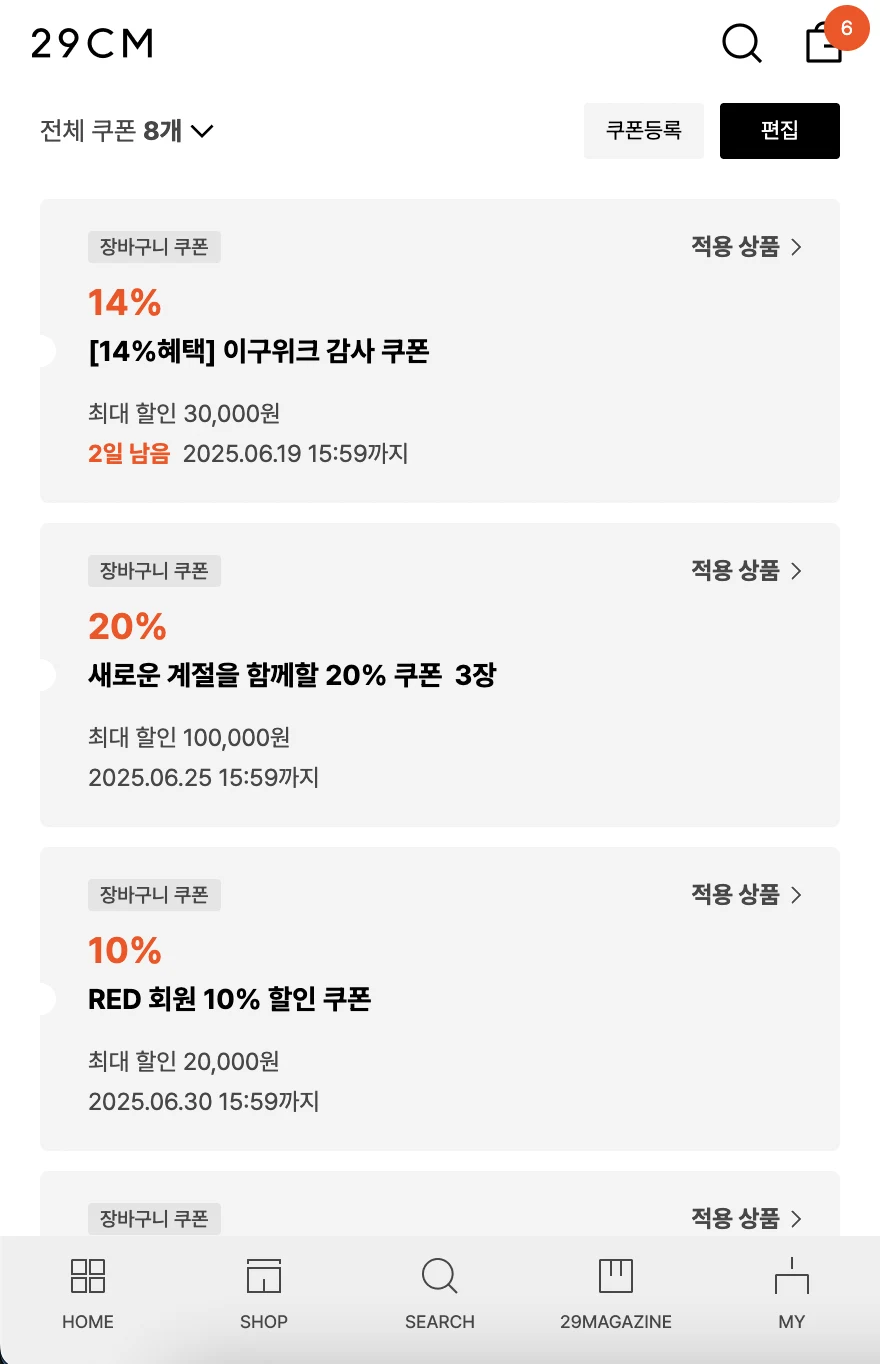 29CM
6
전체 쿠폰 8개
쿠폰등록
편집
장바구니 쿠폰
적용 상품
14%
[14%혜택] 이구위크 감사 쿠폰
최대 할인 30,000원
2일 남음 2025.06.19 15:59까지
장바구니 쿠폰
적용 상품
20%
새로운 계절을 함께할 20% 쿠폰 3장
최대 할인 100,000원
2025.06.25 15:59까지
장바구니 쿠폰
적용 상품
10%
RED 회원 10% 할인 쿠폰
최대 할인 20,000원
2025.06.30 15:59까지
장바구니 쿠폰
적용 상품
HOME
SHOP
SEARCH
29MAGAZINE
MY